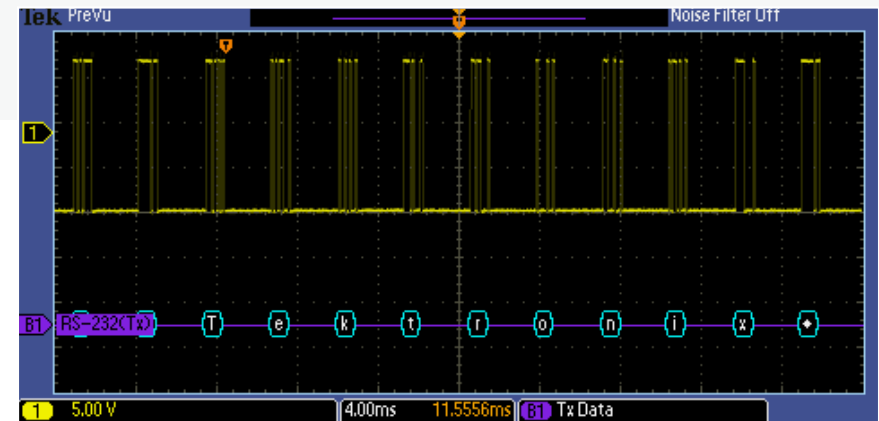 Tek PreVu Noise Filter Off
T
1
B1 RS-232(Tx) T e k t r o n i x
1 5.00 V 4.00ms 11.5556ms B1 Tx Data